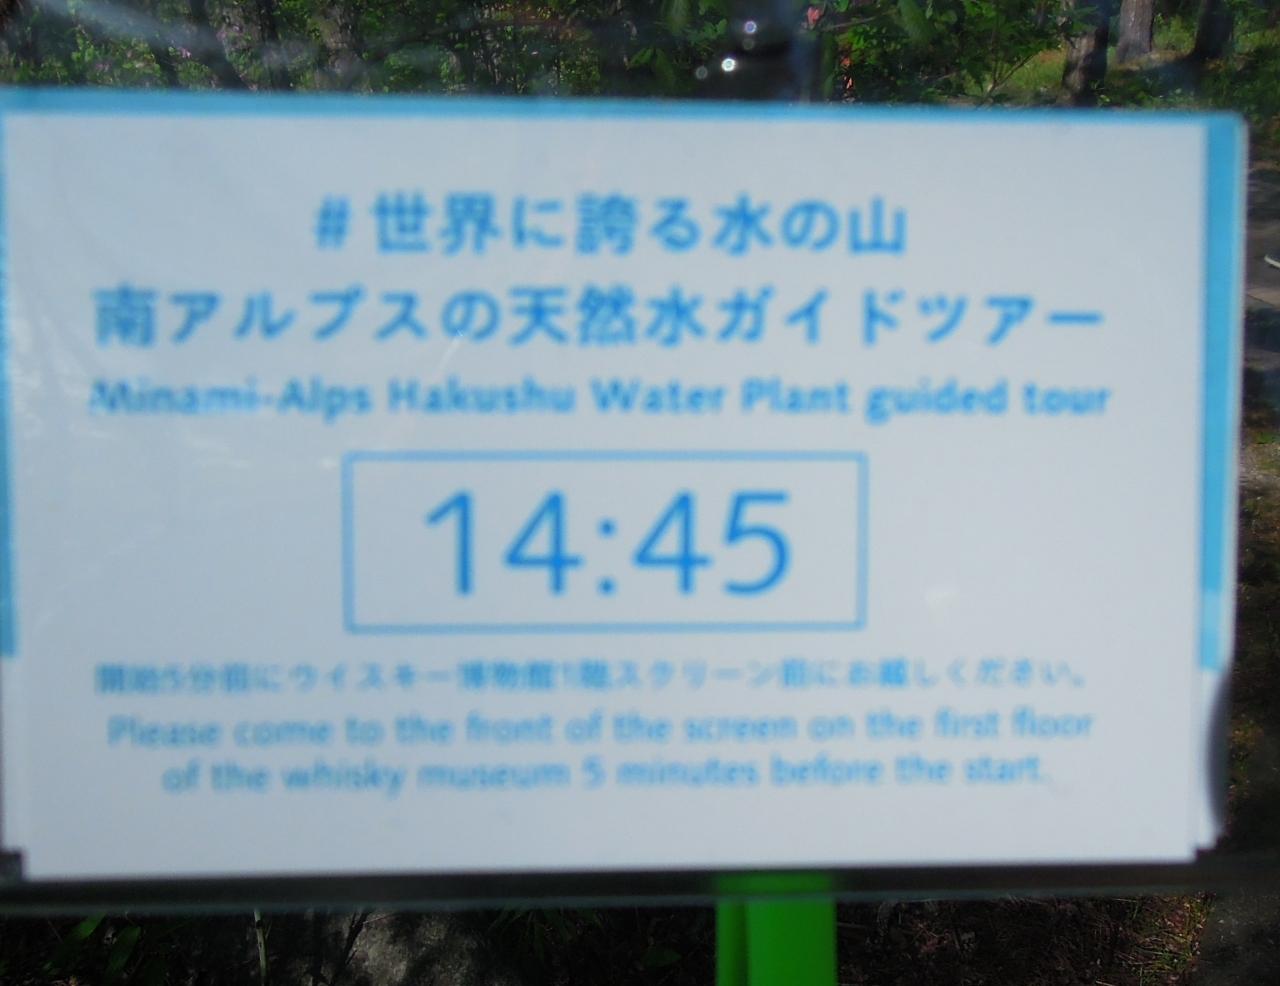 #世界に誇る水の山
南アルプスの天然水ガイドツアー
Minami-Alps Hakushu Water Plant guided tour
14:45
開始5分前にウイスキー博物館1階スクリーン前にお越しください。
Please come to the front of the screen on the first floor
of the whisky museum 5 minutes before the start.